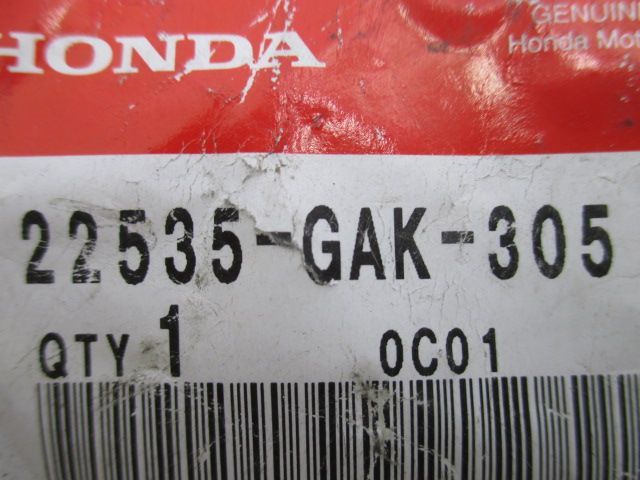 HONDA
GENUIN
Honda Mot
22535-GAK-305
QTY 1 0C01